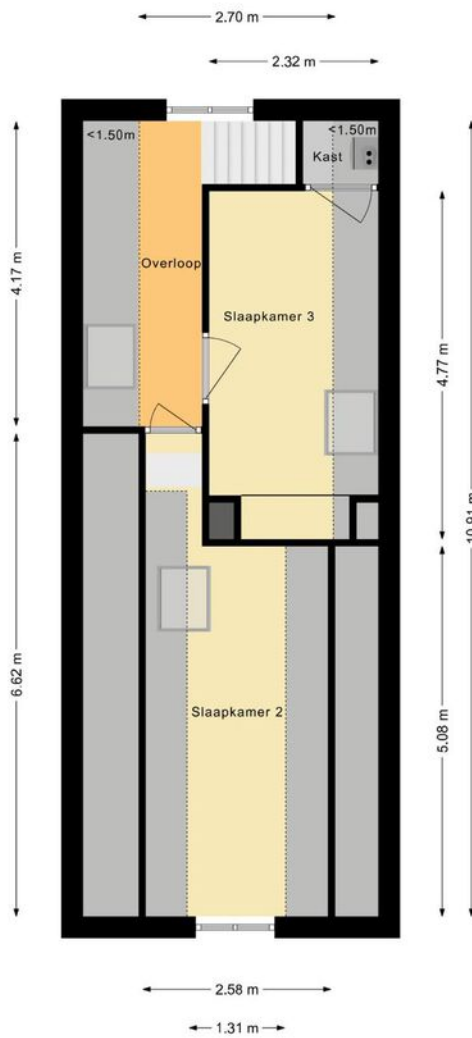 2.70 m
2.32 m
<1.50m
<1.50m
Kast
4.17 m
Overloop
Slaapkamer 3
4.77 m
10.91 m
6.62 m
Slaapkamer 2
5.08 m
2.58 m
1.31 m